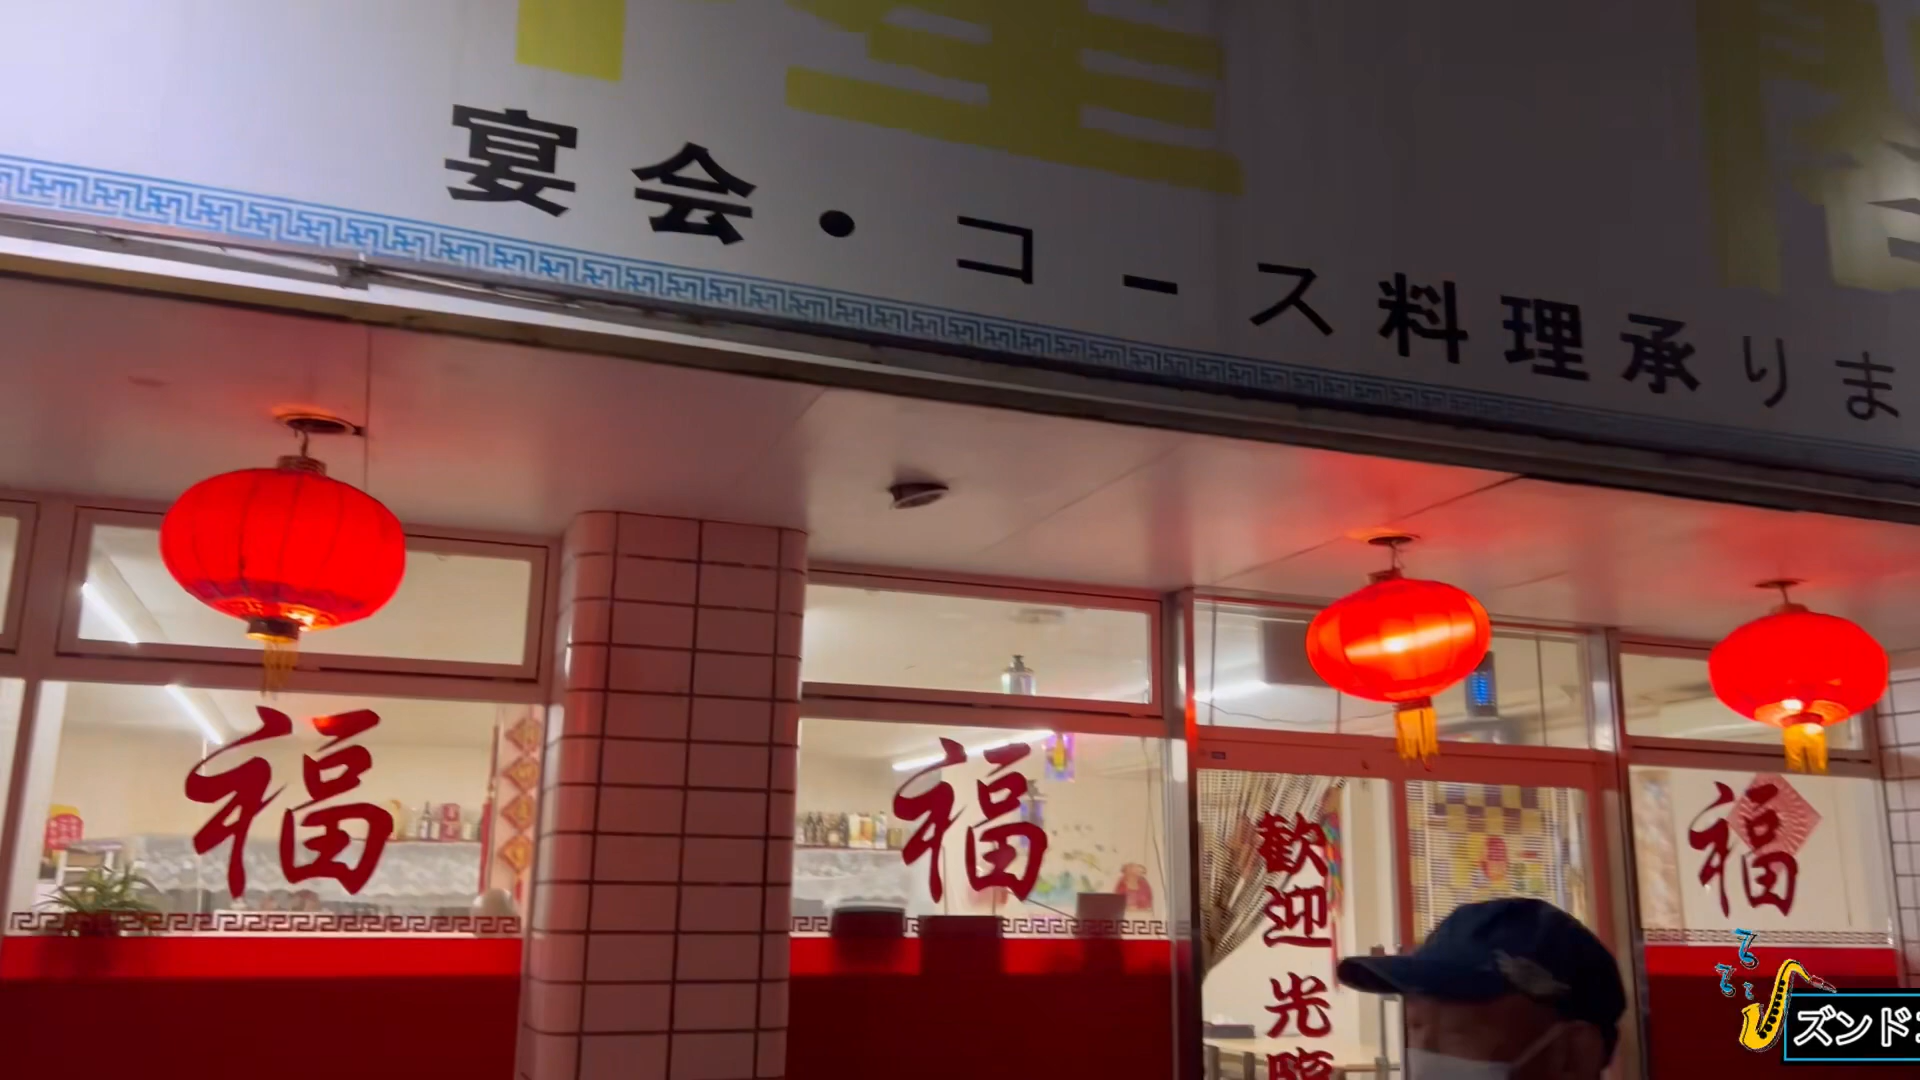 宴会・コース料理承りま
福
福
歓迎光臨
福
ズンド